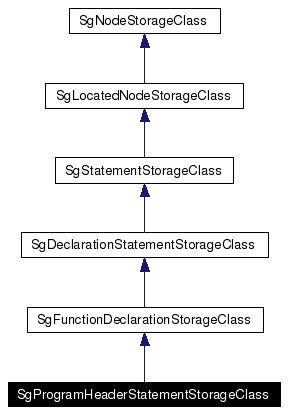 SgNodeStorageClass
SgLocatedNodeStorageClass
SgStatementStorageClass
SgDeclarationStatementStorageClass
SgFunctionDeclarationStorageClass
SgProgramHeaderStatementStorageClass